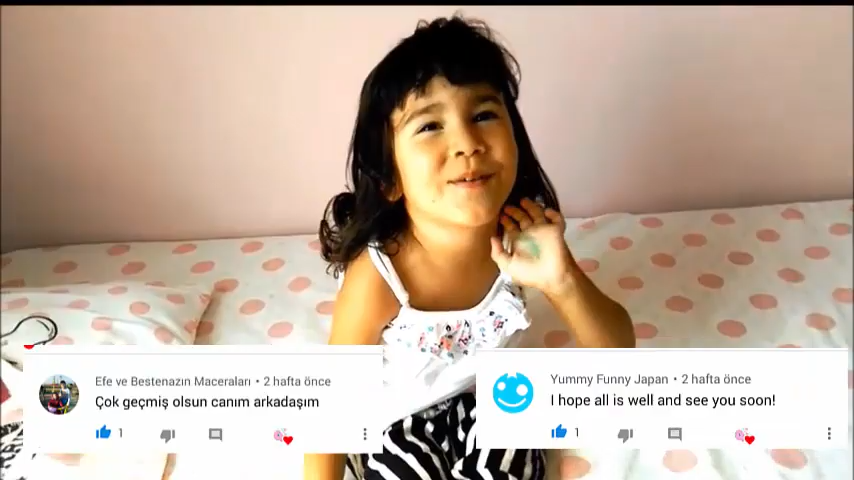 Efe ve Bestenazın Maceraları • 2 hafta önce
Çok geçmiş olsun canım arkadaşım
1
Yummy Funny Japan • 2 hafta önce
I hope all is well and see you soon!
1